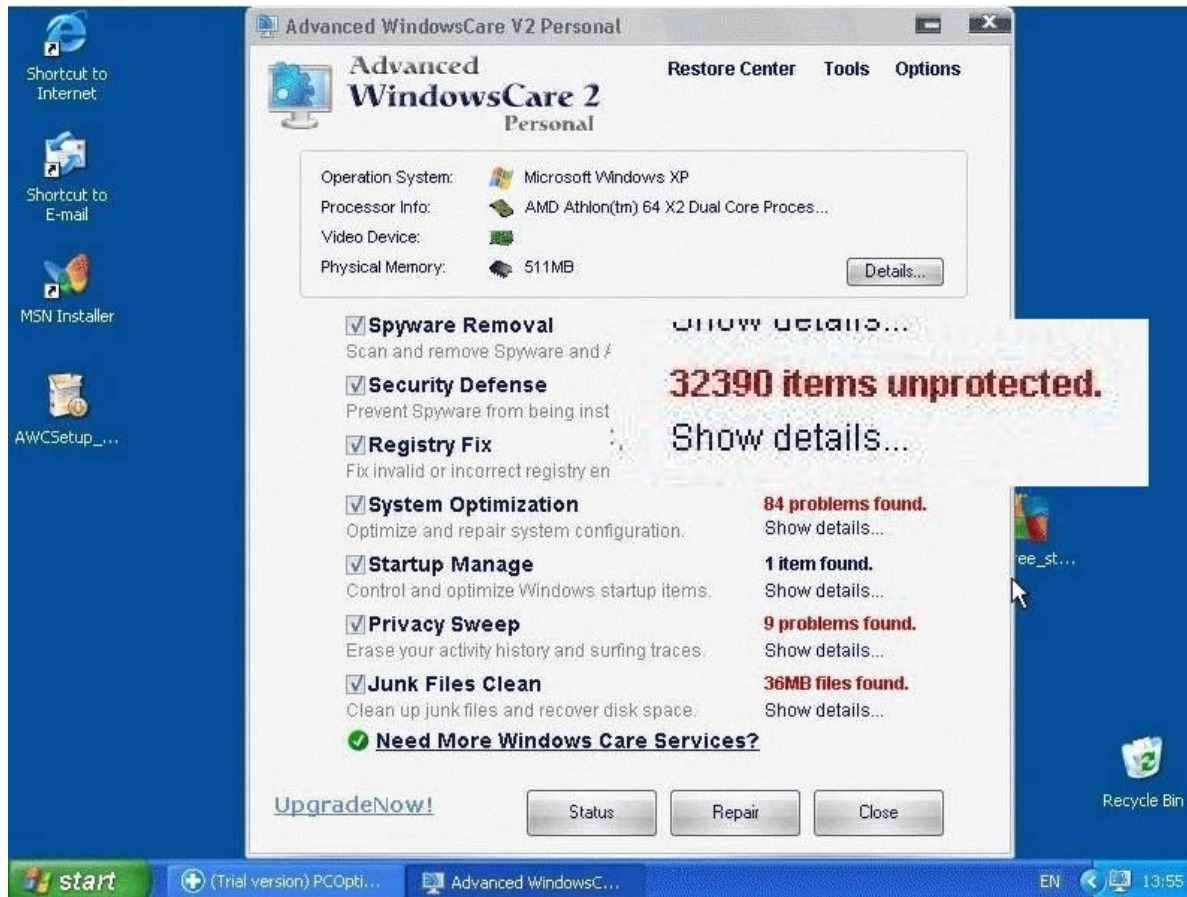 Advanced WindowsCare V2 Personal
Shortcut to
Internet
Advanced
WindowsCare 2
Personal
Restore Center Tools Options
Operation System: Microsoft Windows XP
Processor Info: AMD Athlon(tm) 64 X2 Dual Core Proces...
Video Device:
Physical Memory: 511MB
Details...
Shortcut to
E-mail
MSN Installer
AWCSetup_...
Spyware Removal
Scan and remove Spyware and A
Show details...
Security Defense
Prevent Spyware from being inst
32390 items unprotected.
Show details...
Registry Fix
Fix invalid or incorrect registry en
System Optimization
Optimize and repair system configuration.
84 problems found.
Show details...
Startup Manage
Control and optimize Windows startup items.
1 item found.
Show details...
Privacy Sweep
Erase your activity history and surfing traces.
9 problems found.
Show details...
Junk Files Clean
Clean up junk files and recover disk space.
36MB files found.
Show details...
Need More Windows Care Services?
UpgradeNow!
Status
Repair
Close
ree_st...
Recycle Bin
start
(Trial version) PCOpti...
Advanced WindowsC...
EN
13:55